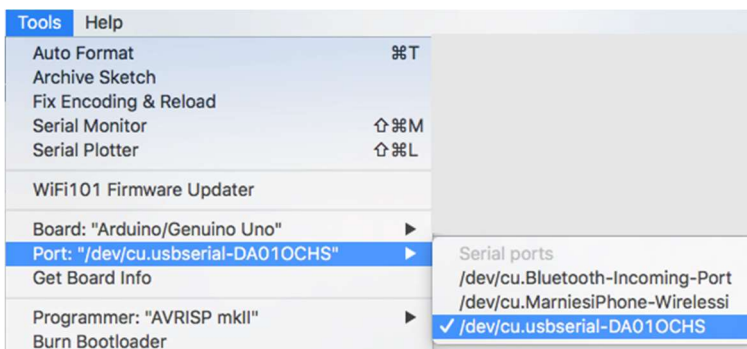 Tools Help
Auto Format ⌘T
Archive Sketch
Fix Encoding & Reload
Serial Monitor ⇧⌘M
Serial Plotter ⇧⌘L
WiFi101 Firmware Updater
Board: "Arduino/Genuino Uno" ▶
Port: "/dev/cu.usbserial-DA01OCHS" ▶
Get Board Info
Programmer: "AVRISP mkII" ▶
Burn Bootloader
Serial ports
/dev/cu.Bluetooth-Incoming-Port
/dev/cu.MarniesiPhone-Wirelessi
✓ /dev/cu.usbserial-DA01OCHS